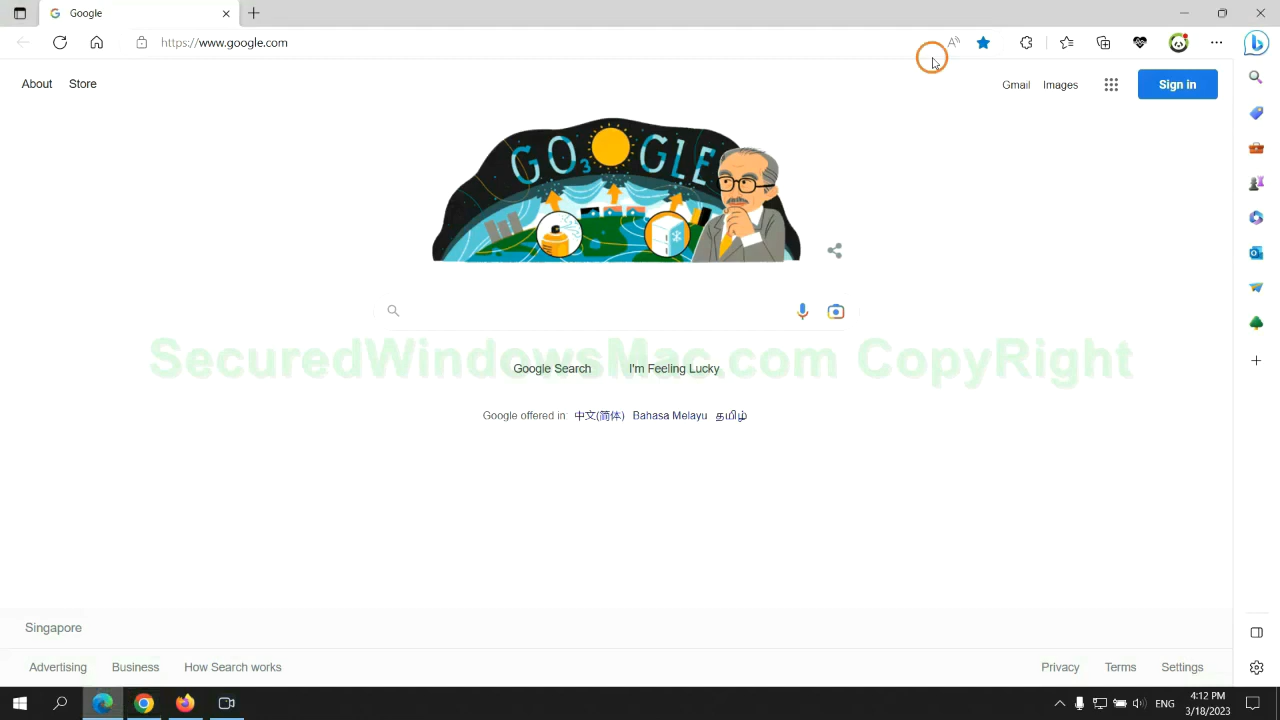 Google
https://www.google.com
About Store
Gmail Images Sign in
GO3GLE
SecuredWindowsMac.com CopyRight
Google Search I'm Feeling Lucky
Google offered in: 中文(简体) Bahasa Melayu தமிழ்
Singapore
Advertising Business How Search works
Privacy Terms Settings
ENG
4:12 PM
3/18/2023